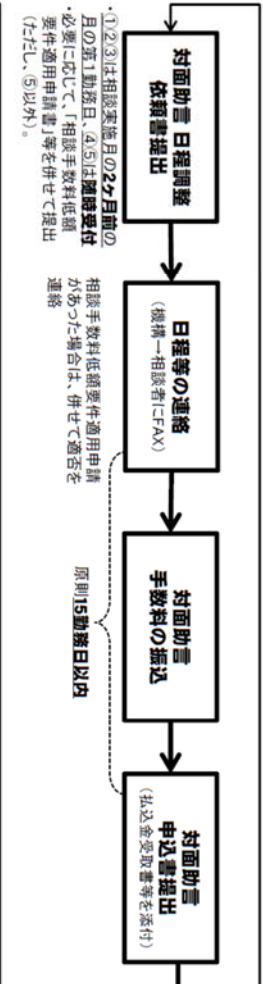 対面助言 日程調整
依頼書提出
・①②③は相談実施月の2ヶ月前の
月の第1勤務日、④⑤は随時受付
・必要に応じて、「相談手数料低額
要件適用申請書」等を併せて提出
(ただし、⑤以外)。
日程等の連絡
(機構→相談者にFAX)
相談手数料低額要件適用申請
があった場合は、併せて適否を
連絡
対面助言
手数料の振込
原則15勤務日以内
対面助言
申込書提出
(払込金受取書等を添付)